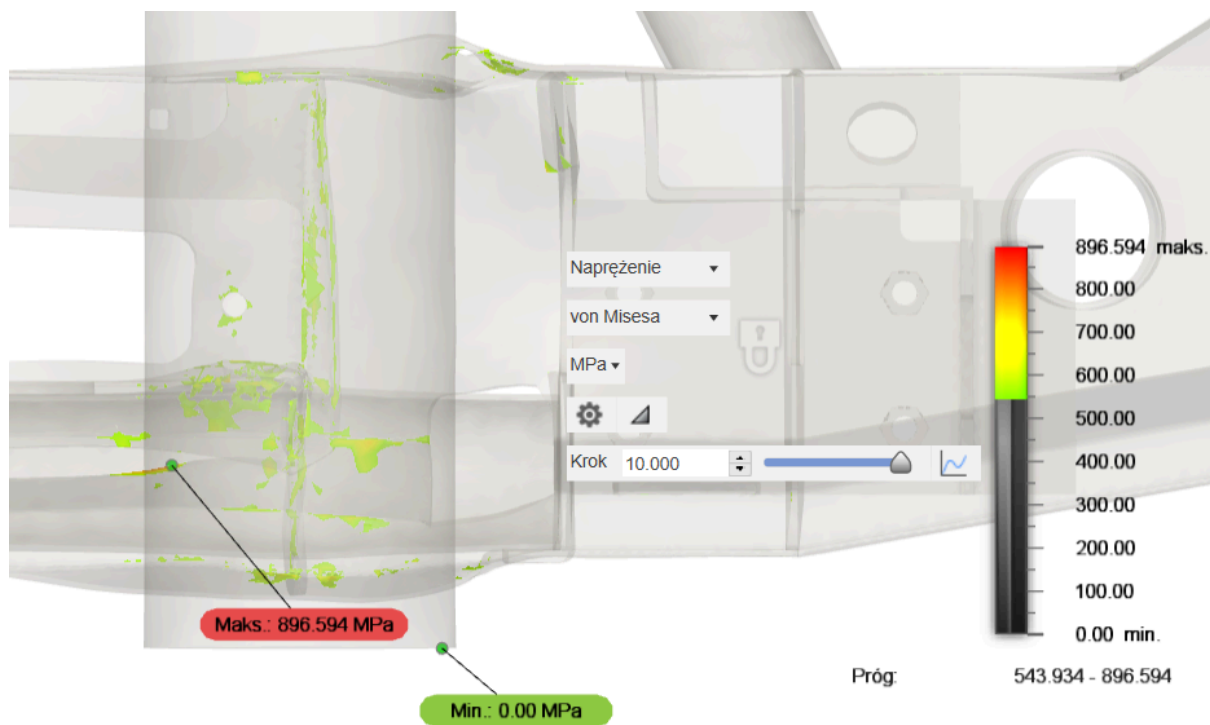 Naprężenie
von Misesa
MPa
Krok 10.000
896.594 maks.
800.00
700.00
600.00
500.00
400.00
300.00
200.00
100.00
0.00 min.
Maks.: 896.594 MPa
Próg: 543.934 - 896.594
Min.: 0.00 MPa